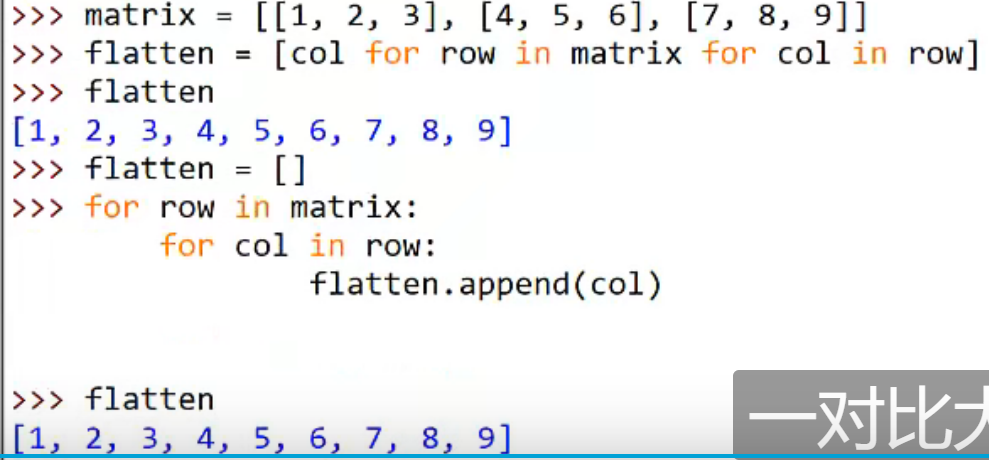 >>> matrix = [[1, 2, 3], [4, 5, 6], [7, 8, 9]]
>>> flatten = [col for row in matrix for col in row]
>>> flatten
[1, 2, 3, 4, 5, 6, 7, 8, 9]
>>> flatten = []
>>> for row in matrix:
        for col in row:
                flatten.append(col)
>>> flatten
[1, 2, 3, 4, 5, 6, 7, 8, 9]
一对比